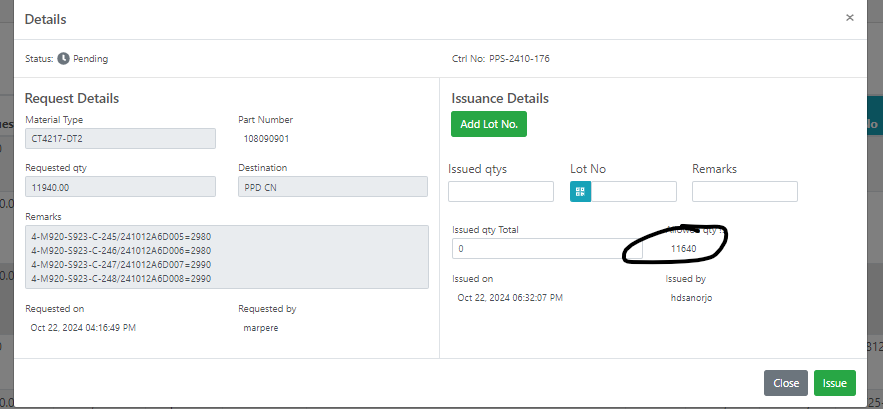 Details
×
Status: Pending
Ctrl No: PPS-2410-176
Request Details
Material Type
Part Number
CT4217-DT2
108090901
Requested qty
Destination
11940.00
PPD CN
Remarks
4-M920-S923-C-245/241012A6D005=2980
4-M920-S923-C-246/241012A6D006=2980
4-M920-S923-C-247/241012A6D007=2990
4-M920-S923-C-248/241012A6D008=2990
Requested on
Requested by
Oct 22, 2024 04:16:49 PM
marpere
Issuance Details
Add Lot No.
Issued qtys
Lot No
Remarks
Issued qty Total
Allowed qty
0
11640
Issued on
Issued by
Oct 22, 2024 06:32:07 PM
hdsanorjo
Close
Issue